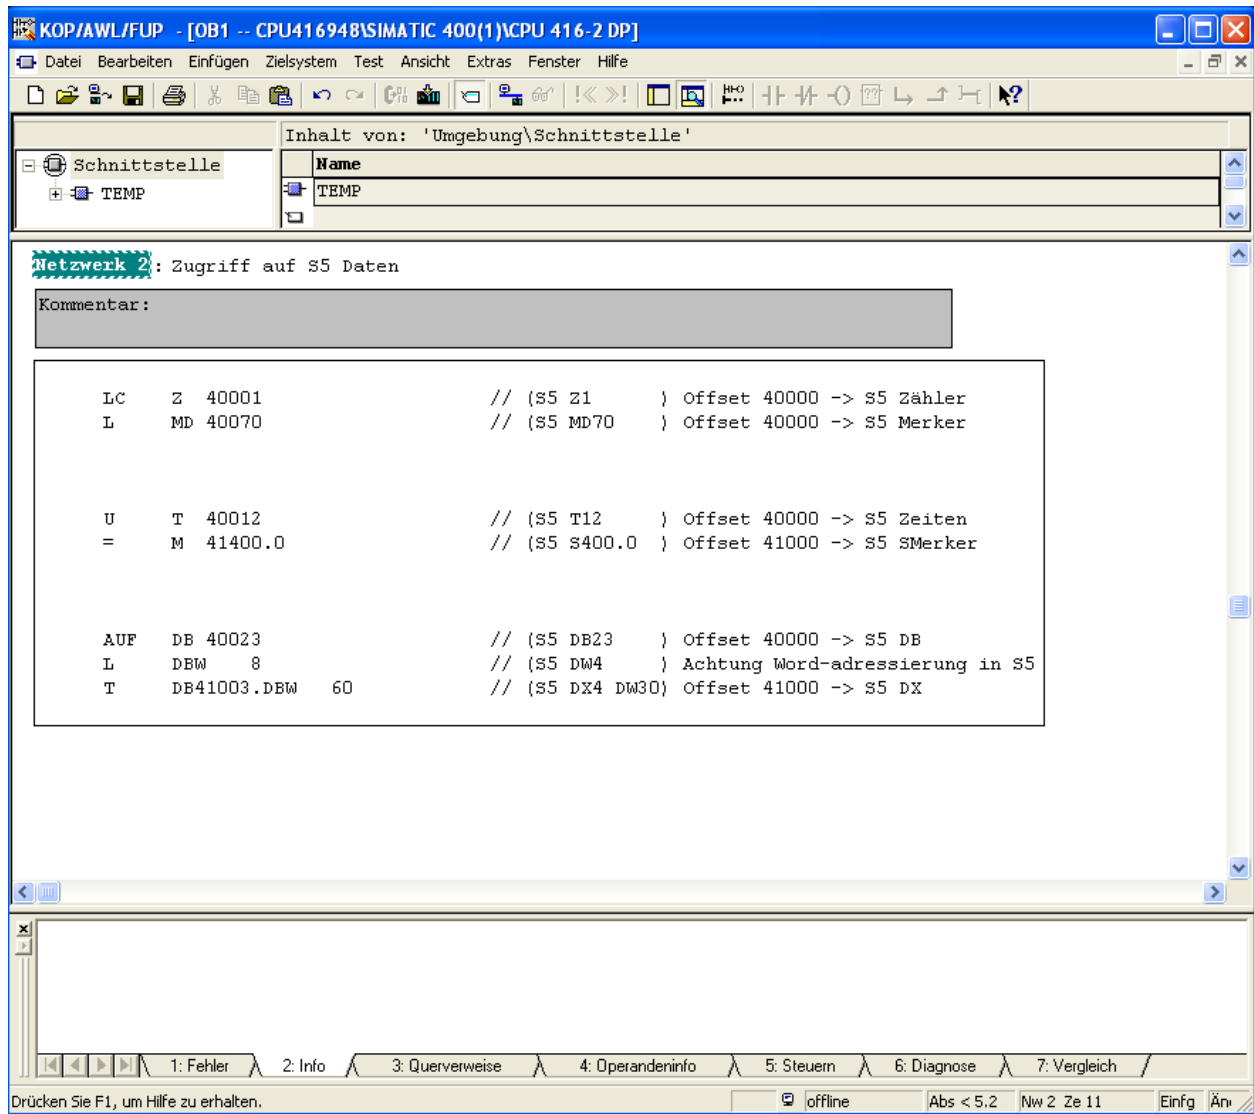 KOP/AWL/FUP - [OB1 -- CPU416948\SIMATIC 400(1)\CPU 416-2 DP]
Datei Bearbeiten Einfügen Zielsystem Test Ansicht Extras Fenster Hilfe
Inhalt von: 'Umgebung\Schnittstelle'
Schnittstelle
Name
TEMP
TEMP
Netzwerk 2: Zugriff auf S5 Daten
Kommentar:
LC Z 40001 // (S5 Z1 ) Offset 40000 -> S5 Zähler
L MD 40070 // (S5 MD70 ) Offset 40000 -> S5 Merker
U T 40012 // (S5 T12 ) Offset 40000 -> S5 Zeiten
= M 41400.0 // (S5 S400.0 ) Offset 41000 -> S5 SMerker
AUF DB 40023 // (S5 DB23 ) Offset 40000 -> S5 DB
L DBW 8 // (S5 DW4 ) Achtung Word-adressierung in S5
T DB41003.DBW 60 // (S5 DX4 DW30) Offset 41000 -> S5 DX
1: Fehler 2: Info 3: Querverweise 4: Operandeninfo 5: Steuern 6: Diagnose 7: Vergleich
Drücken Sie F1, um Hilfe zu erhalten. offline Abs < 5.2 Nw 2 Ze 11 Einfg